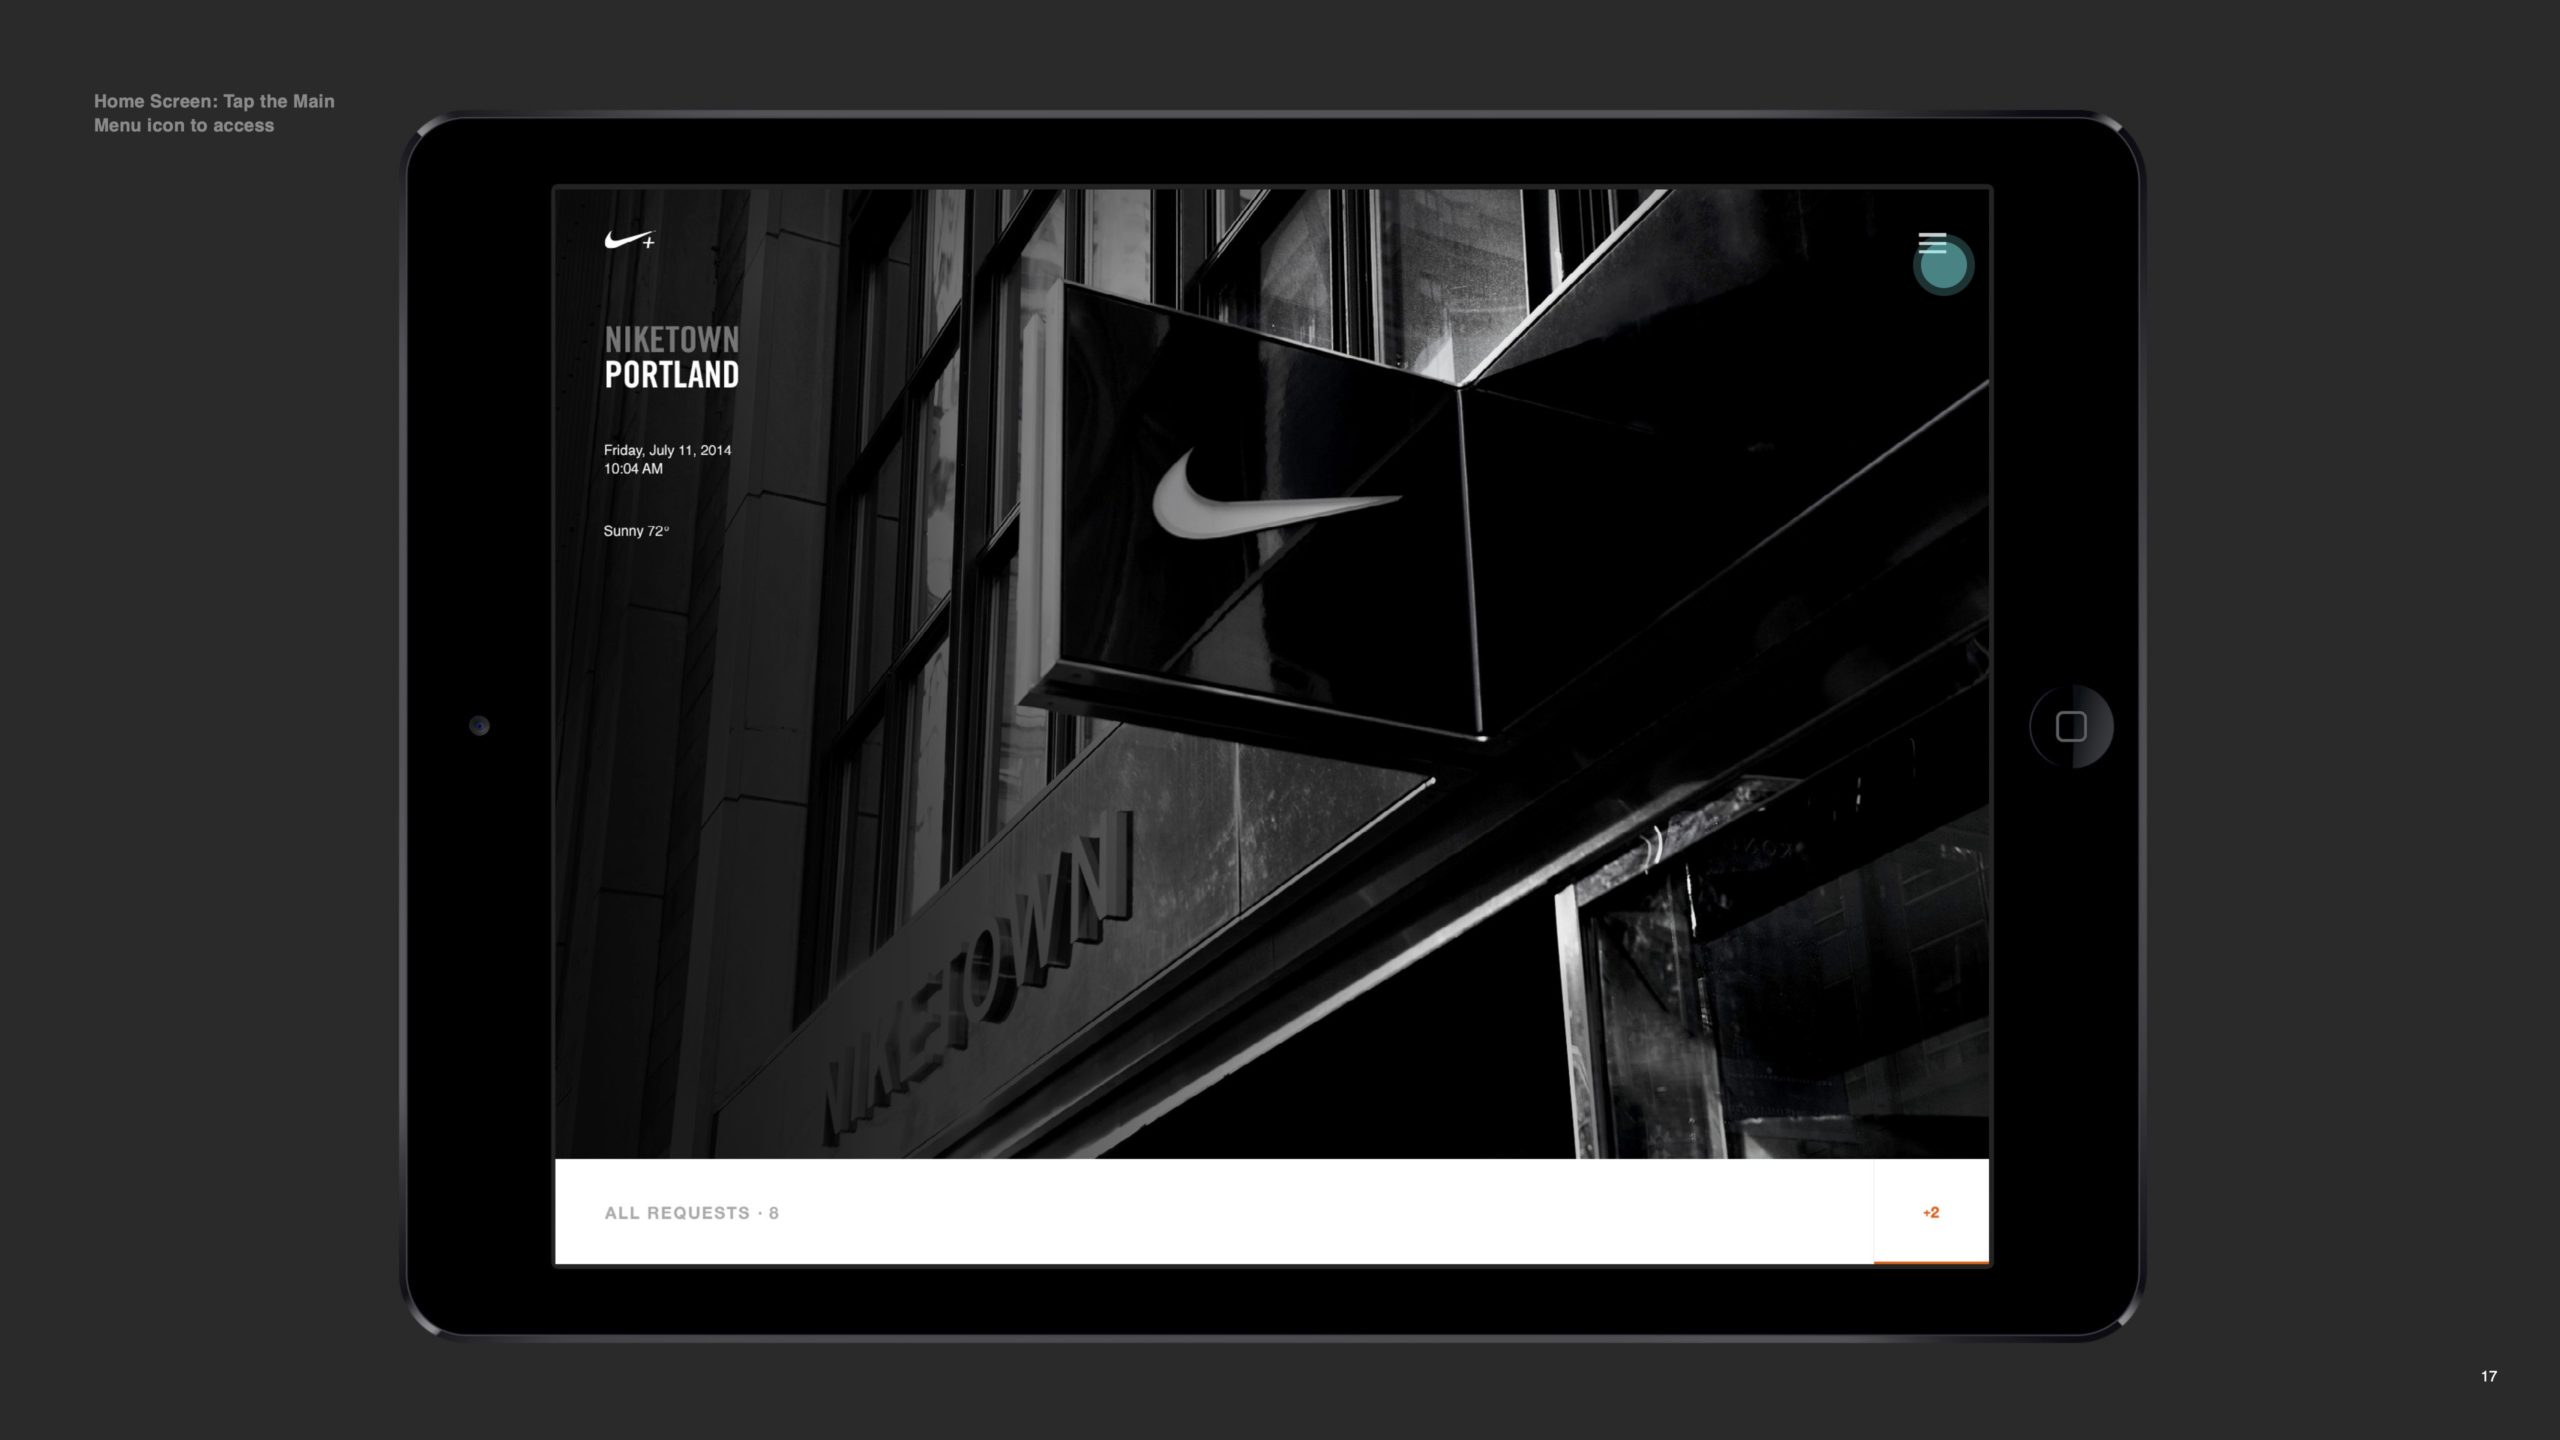 Home Screen: Tap the Main
Menu icon to access
NIKETOWN
PORTLAND
Friday, July 11, 2014
10:04 AM
Sunny 72°
NIKETOWN
ALL REQUESTS · 8
+2
17